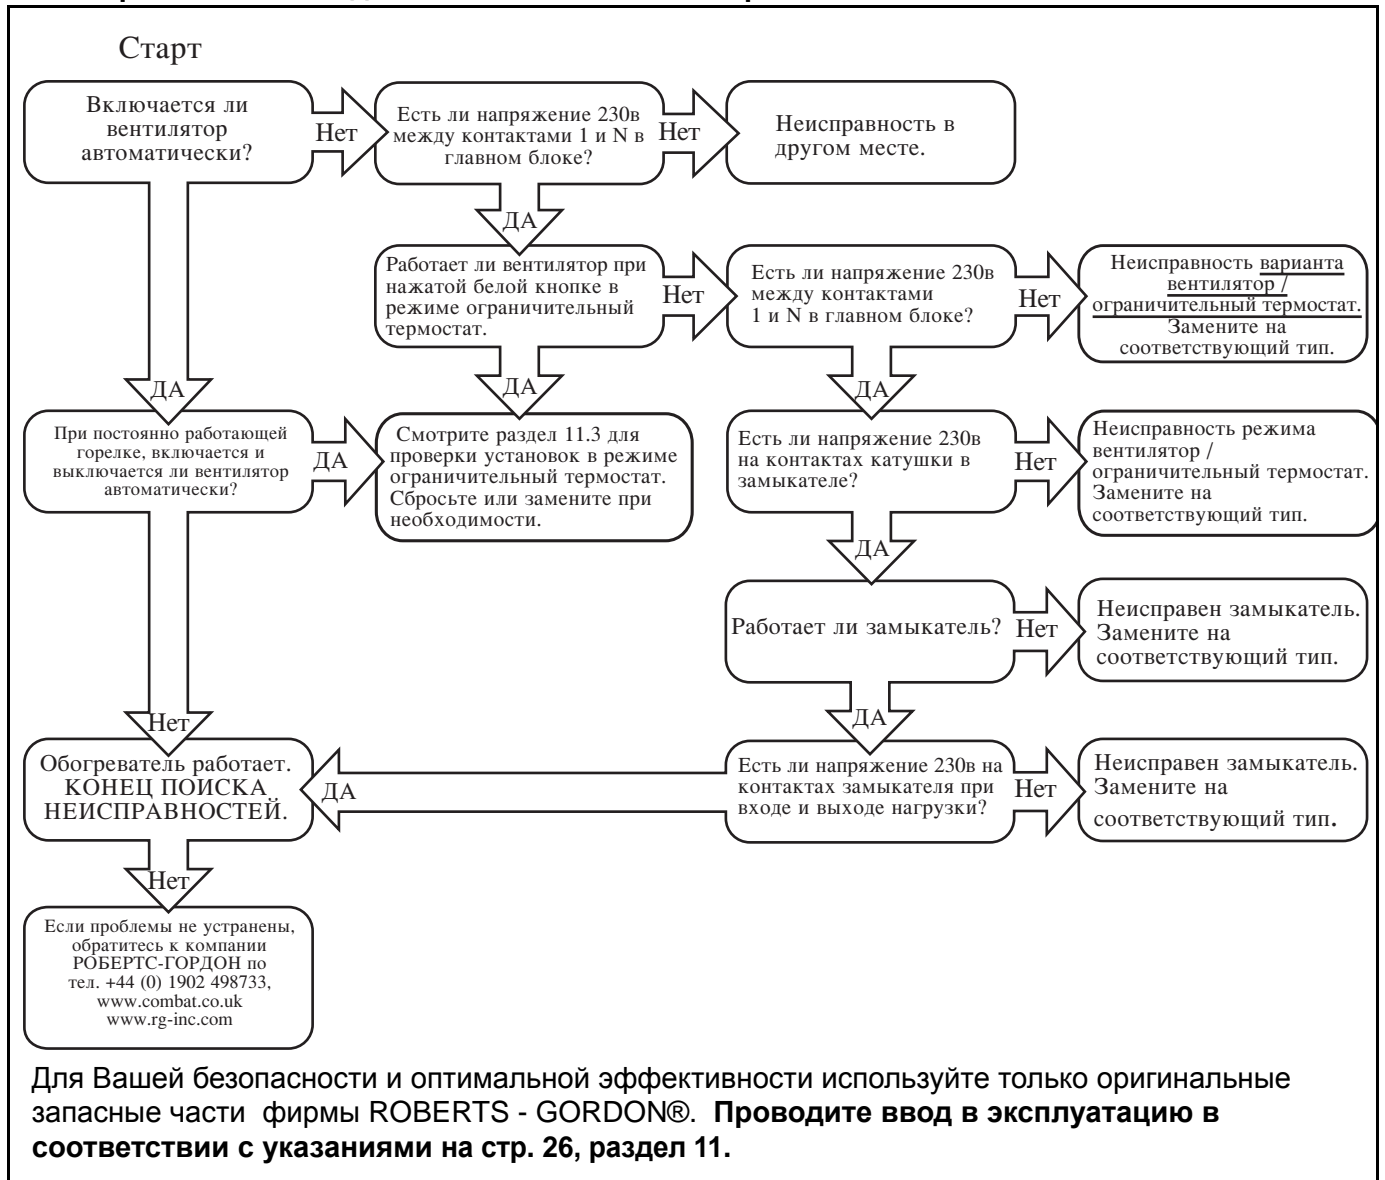 Старт
Включается ли
вентилятор
автоматически?
Нет
Есть ли напряжение 230в
между контактами 1 и N в
главном блоке?
Нет
Неисправность в
другом месте.
ДА
Работает ли вентилятор при
нажатой белой кнопке в
режиме ограничительный
термостат.
Нет
Есть ли напряжение 230в
между контактами
1 и N в главном блоке?
Нет
Неисправность варианта
вентилятор /
ограничительный термостат.
Замените на
соответствующий тип.
ДА
ДА
ДА
При постоянно работающей
горелке, включается и
выключается ли вентилятор
автоматически?
ДА
Смотрите раздел 11.3 для
проверки установок в режиме
ограничительный термостат.
Сбросьте или замените при
необходимости.
Есть ли напряжение 230в
на контактах катушки в
замыкателе?
Нет
Неисправность режима
вентилятор /
ограничительный термостат.
Замените на
соответствующий тип.
ДА
Работает ли замыкатель?
Нет
Неисправен замыкатель.
Замените на
соответствующий тип.
Нет
ДА
Обогреватель работает.
КОНЕЦ ПОИСКА
НЕИСПРАВНОСТЕЙ.
ДА
Есть ли напряжение 230в на
контактах замыкателя при
входе и выходе нагрузки?
Нет
Неисправен замыкатель.
Замените на
соответствующий тип.
Нет
Если проблемы не устранены,
обратитесь к компании
РОБЕРТС-ГОРДОН по
тел. +44 (0) 1902 498733,
www.combat.co.uk
www.rg-inc.com
Для Вашей безопасности и оптимальной эффективности используйте только оригинальные
запасные части фирмы ROBERTS - GORDON®. Проводите ввод в эксплуатацию в
соответствии с указаниями на стр. 26, раздел 11.